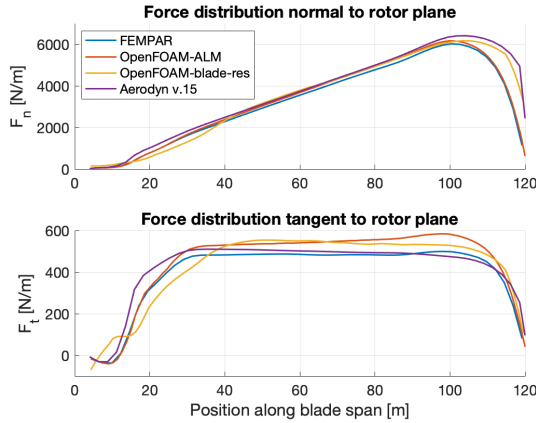 Force distribution normal to rotor plane
F_n [N/m]
6000
4000
2000
0
FEMPAR
OpenFOAM-ALM
OpenFOAM-blade-res
Aerodyn v.15
0 20 40 60 80 100 120
Force distribution tangent to rotor plane
F_t [N/m]
600
400
200
0
0 20 40 60 80 100 120
Position along blade span [m]